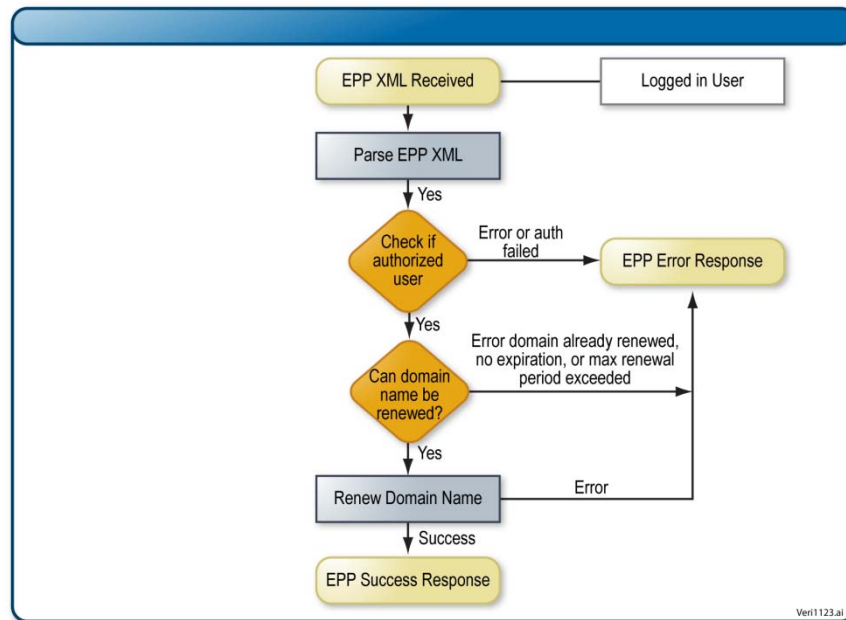 EPP XML Received
Logged in User
Parse EPP XML
Yes
Check if
authorized
user
Error or auth
failed
EPP Error Response
Yes
Error domain already renewed,
no expiration, or max renewal
period exceeded
Can domain
name be
renewed?
Yes
Renew Domain Name
Error
Success
EPP Success Response
Veri1123.ai